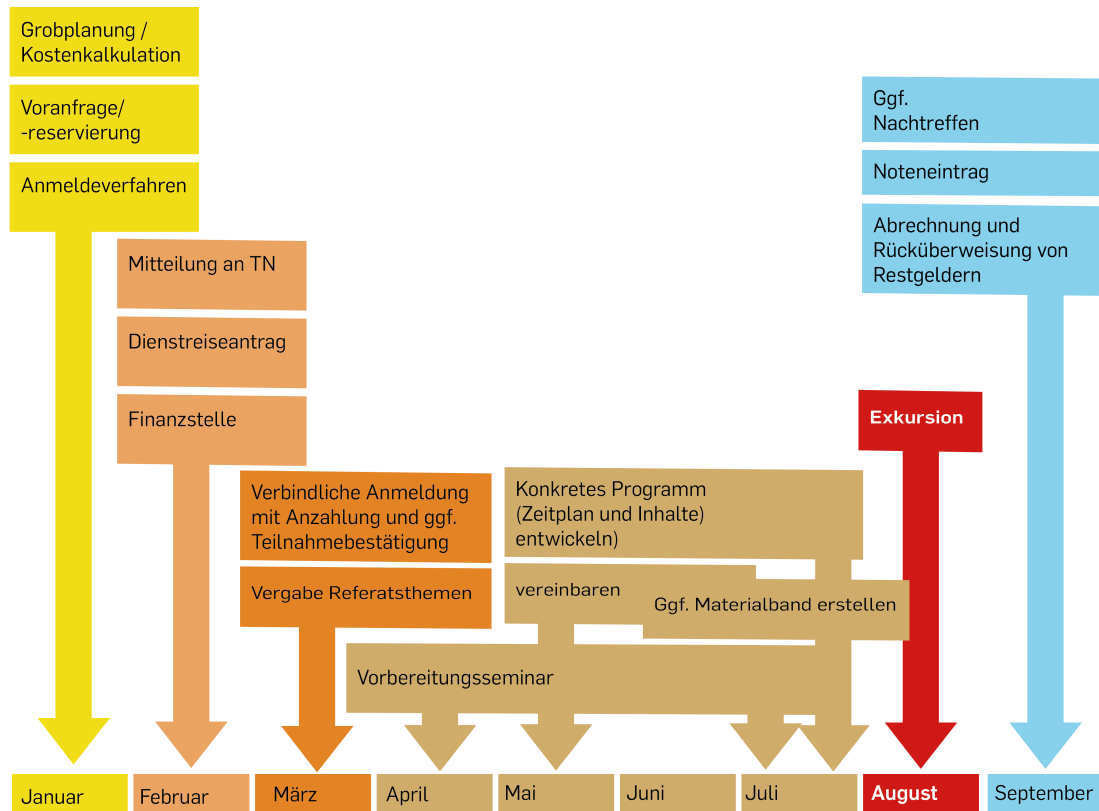 Grobplanung /
Kostenkalkulation
Voranfrage/
-reservierung
Anmeldeverfahren
Mitteilung an TN
Dienstreiseantrag
Finanzstelle
Verbindliche Anmeldung
mit Anzahlung und ggf.
Teilnahmebestätigung
Vergabe Referatsthemen
Konkretes Programm
(Zeitplan und Inhalte)
entwickeln)
vereinbaren
Ggf. Materialband erstellen
Vorbereitungsseminar
Exkursion
Ggf.
Nachtreffen
Noteneintrag
Abrechnung und
Rücküberweisung von
Restgeldern
Januar
Februar
März
April
Mai
Juni
Juli
August
September